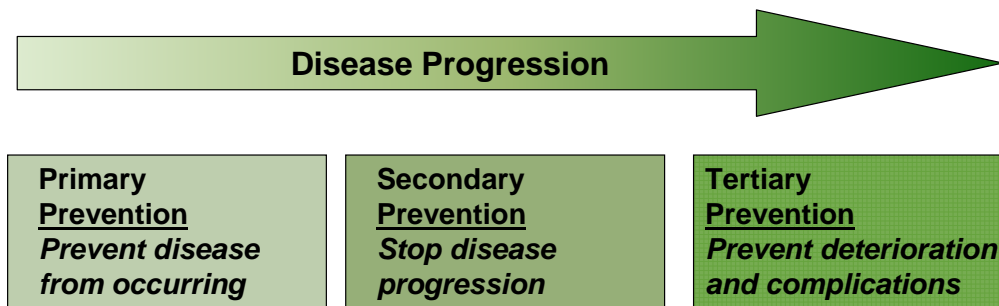 Disease Progression
Primary
Prevention
Prevent disease
from occurring
Secondary
Prevention
Stop disease
progression
Tertiary
Prevention
Prevent deterioration
and complications